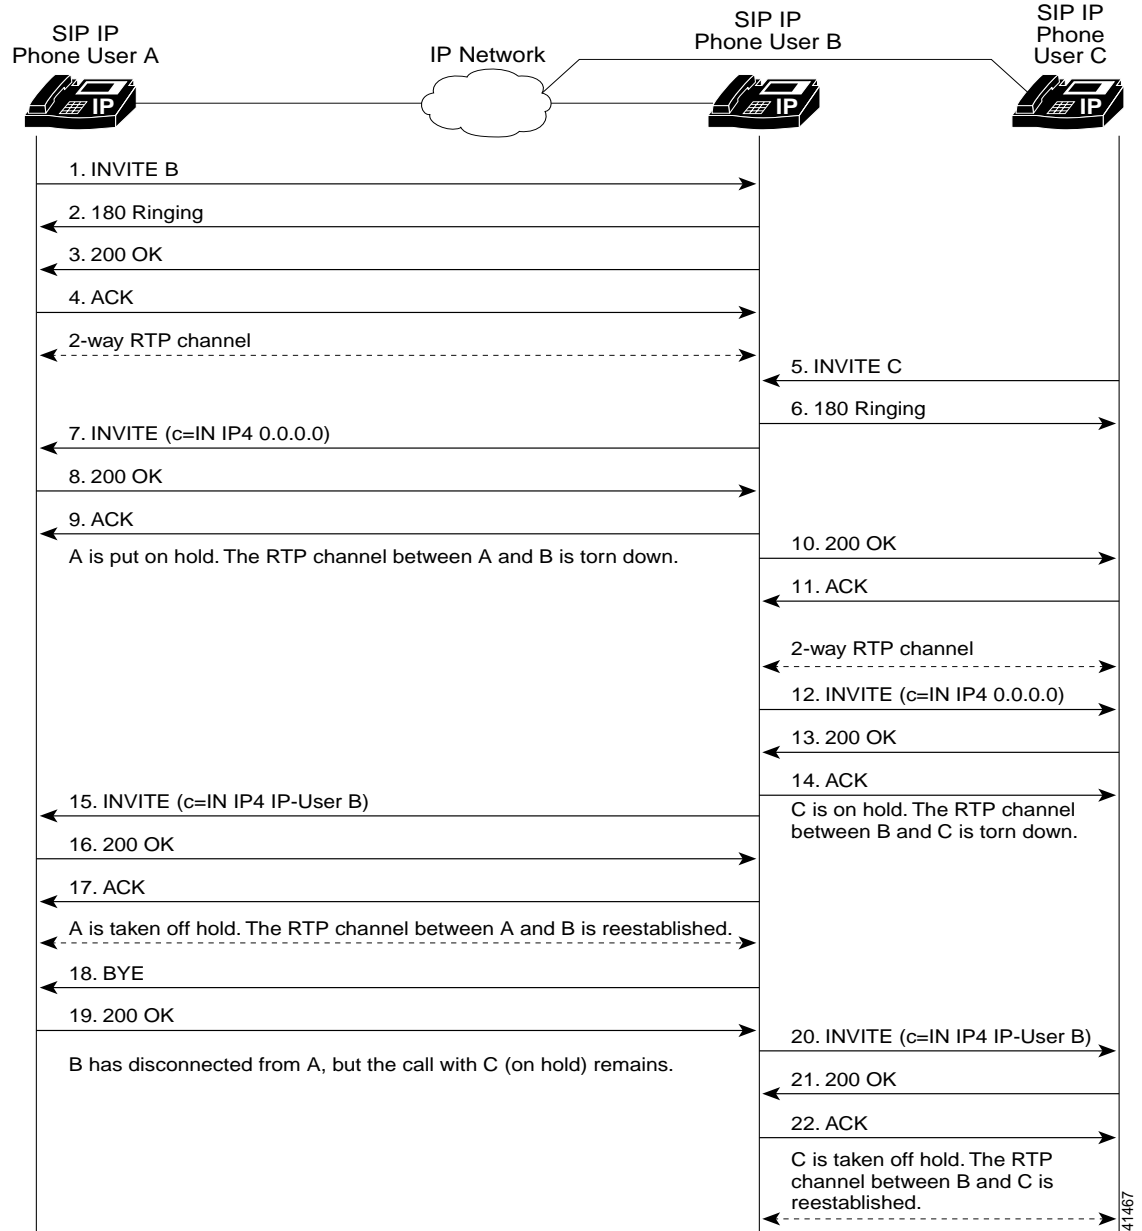 SIP IP
Phone User A
IP Network
SIP IP
Phone User B
SIP IP
Phone
User C
IP
IP
IP
1. INVITE B
2. 180 Ringing
3. 200 OK
4. ACK
2-way RTP channel
5. INVITE C
6. 180 Ringing
7. INVITE (c=IN IP4 0.0.0.0)
8. 200 OK
9. ACK
A is put on hold. The RTP channel between A and B is torn down.
10. 200 OK
11. ACK
2-way RTP channel
12. INVITE (c=IN IP4 0.0.0.0)
13. 200 OK
14. ACK
C is on hold. The RTP channel
between B and C is torn down.
15. INVITE (c=IN IP4 IP-User B)
16. 200 OK
17. ACK
A is taken off hold. The RTP channel between A and B is reestablished.
18. BYE
19. 200 OK
B has disconnected from A, but the call with C (on hold) remains.
20. INVITE (c=IN IP4 IP-User B)
21. 200 OK
22. ACK
C is taken off hold. The RTP
channel between B and C is
reestablished.
41467